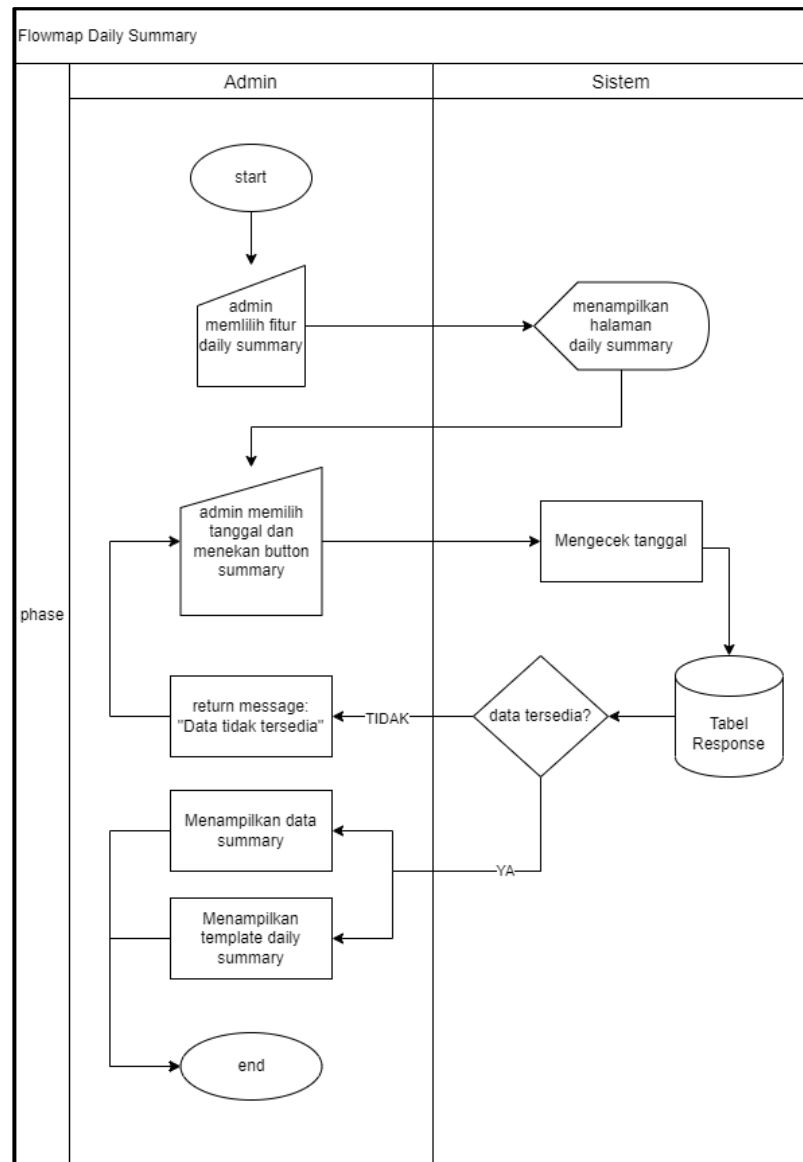 Flowmap Daily Summary
Admin
Sistem
phase
start
admin
memlilih fitur
daily summary
menampilkan
halaman
daily summary
admin memilih
tanggal dan
menekan button
summary
Mengecek tanggal
Tabel
Response
data tersedia?
TIDAK
return message:
"Data tidak tersedia"
YA
Menampilkan data
summary
Menampilkan
template daily
summary
end